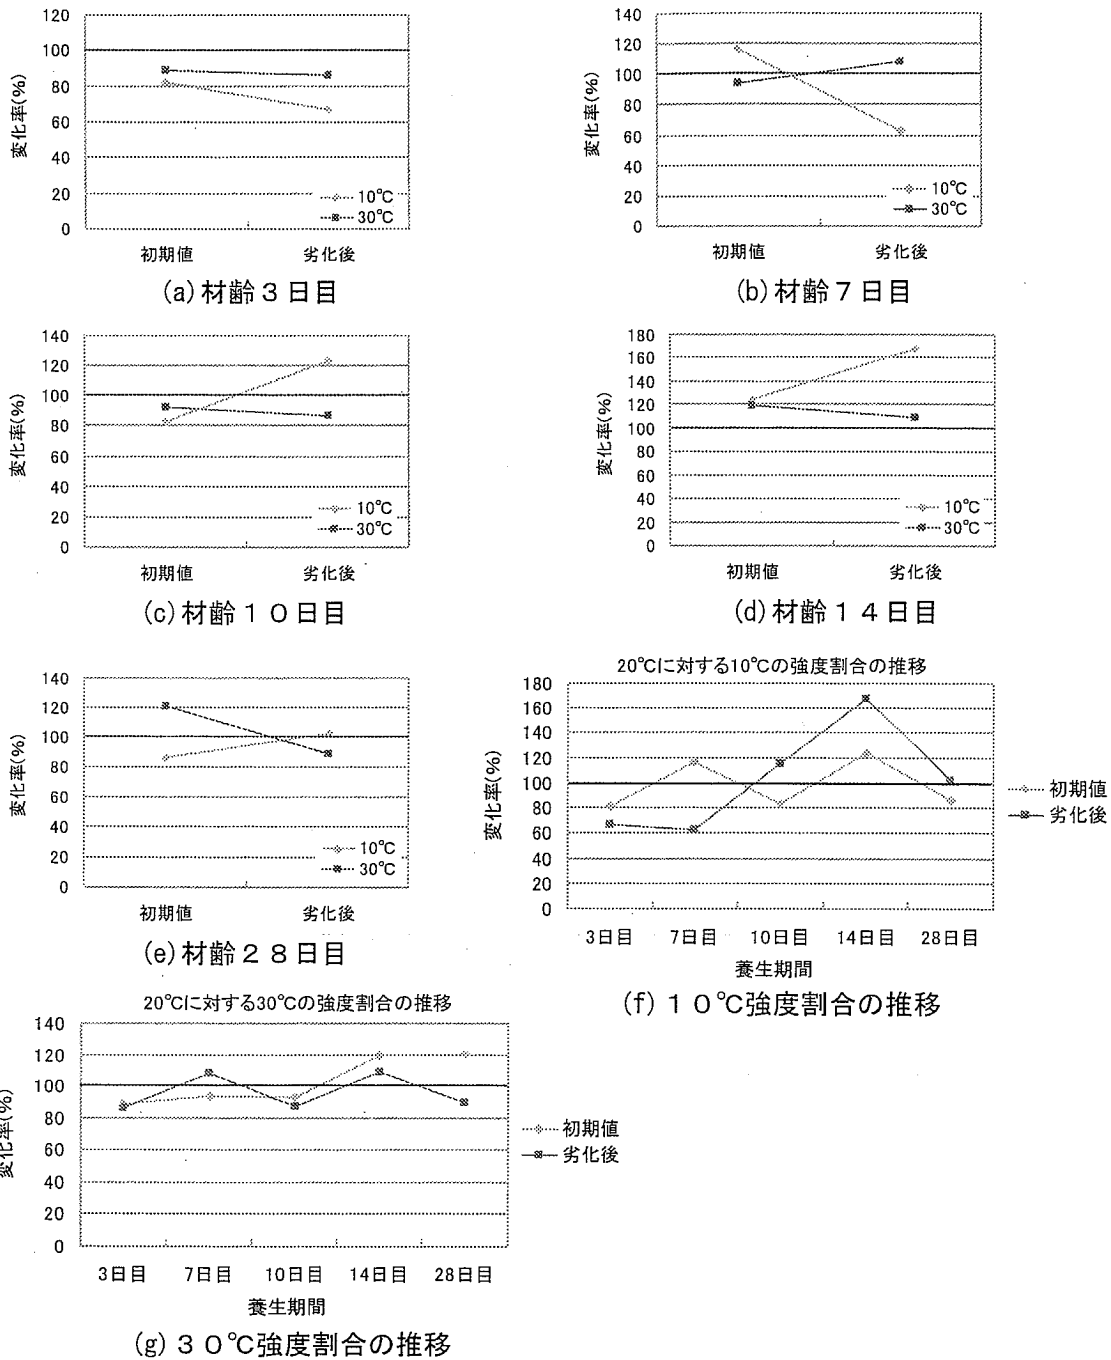 120
100
80
60
40
20
0
変化率(%)
10℃
30℃
初期値
劣化後
(a)材齢３日目
140
120
100
80
60
40
20
0
変化率(%)
10℃
30℃
初期値
劣化後
(b)材齢７日目
140
120
100
80
60
40
20
0
変化率(%)
10℃
30℃
初期値
劣化後
(c)材齢１０日目
180
160
140
120
100
80
60
40
20
0
変化率(%)
10℃
30℃
初期値
劣化後
(d)材齢１４日目
140
120
100
80
60
40
20
0
変化率(%)
10℃
30℃
初期値
劣化後
(e)材齢２８日目
20℃に対する10℃の強度割合の推移
180
160
140
120
100
80
60
40
20
0
変化率(%)
初期値
劣化後
3日目 7日目 10日目 14日目 28日目
養生期間
(f)１０℃強度割合の推移
20℃に対する30℃の強度割合の推移
140
120
100
80
60
40
20
0
変化率(%)
初期値
劣化後
3日目 7日目 10日目 14日目 28日目
養生期間
(g)３０℃強度割合の推移